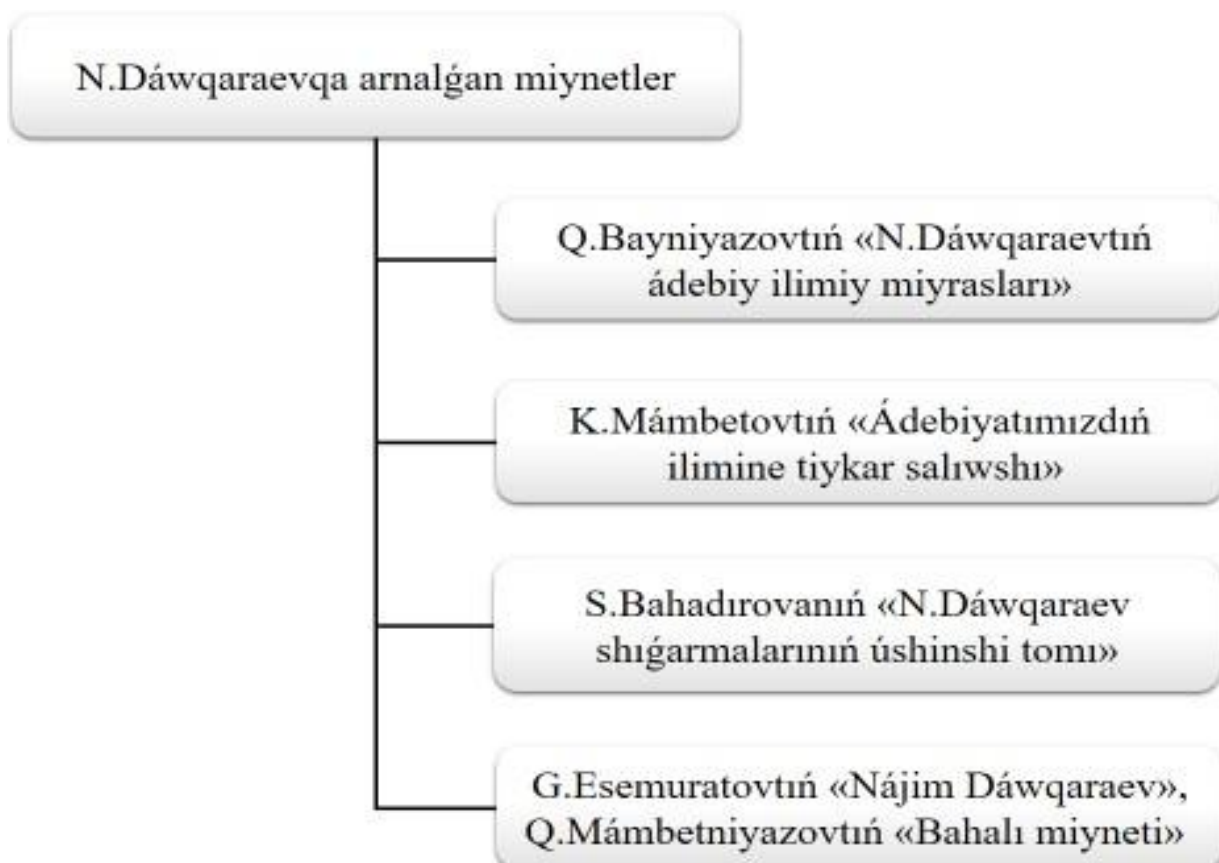 N.Dáwqaraevqa arnalǵan miynetler
Q.Bayniyazovtıń «N.Dáwqaraevtıń
ádebiy ilimiy miyrasları»
K.Mámbetovtıń «Ádebiyatımızdıń
ilimine tiykar salıwshı»
S.Bahadırovanıń «N.Dáwqaraev
shıǵarmalarınıń úshinshi tomı»
G.Esemuratovtıń «Nájim Dáwqaraev»,
Q.Mámbetniyazovtıń «Bahalı miyneti»